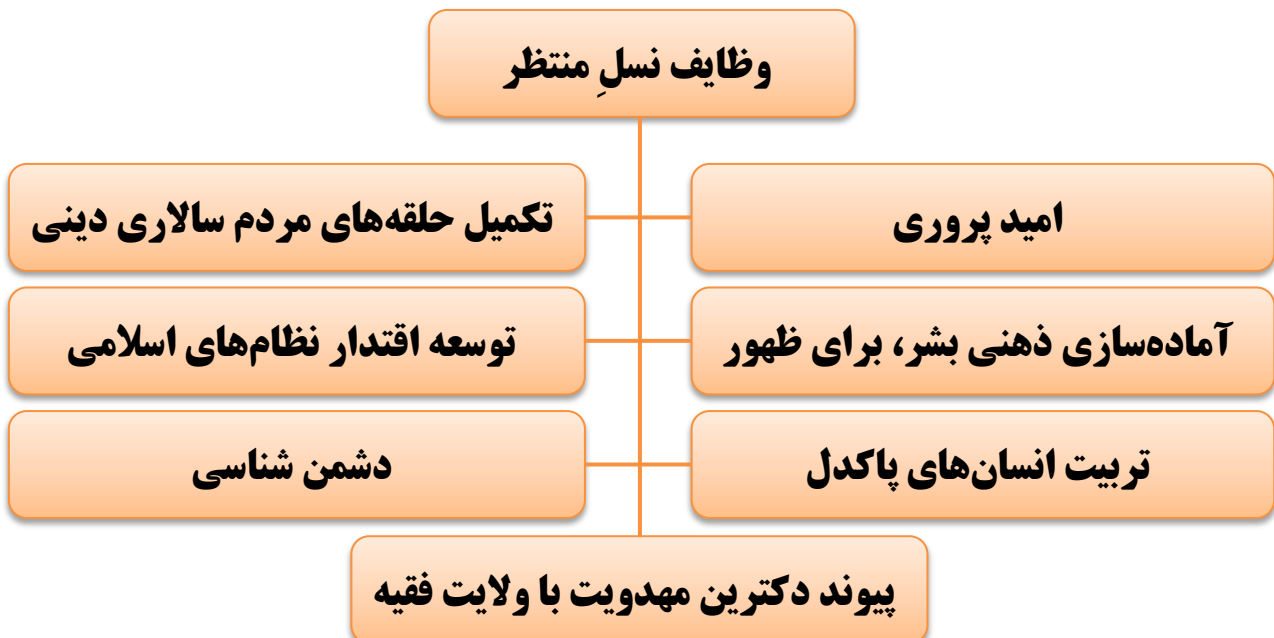 وظایف نسلِ منتظر
امید پروری
تکمیل حلقه‌های مردم سالاری دینی
آماده‌سازی ذهنی بشر، برای ظهور
توسعه اقتدار نظام‌های اسلامی
تربیت انسان‌های پاکدل
دشمن شناسی
پیوند دکترین مهدویت با ولایت فقیه